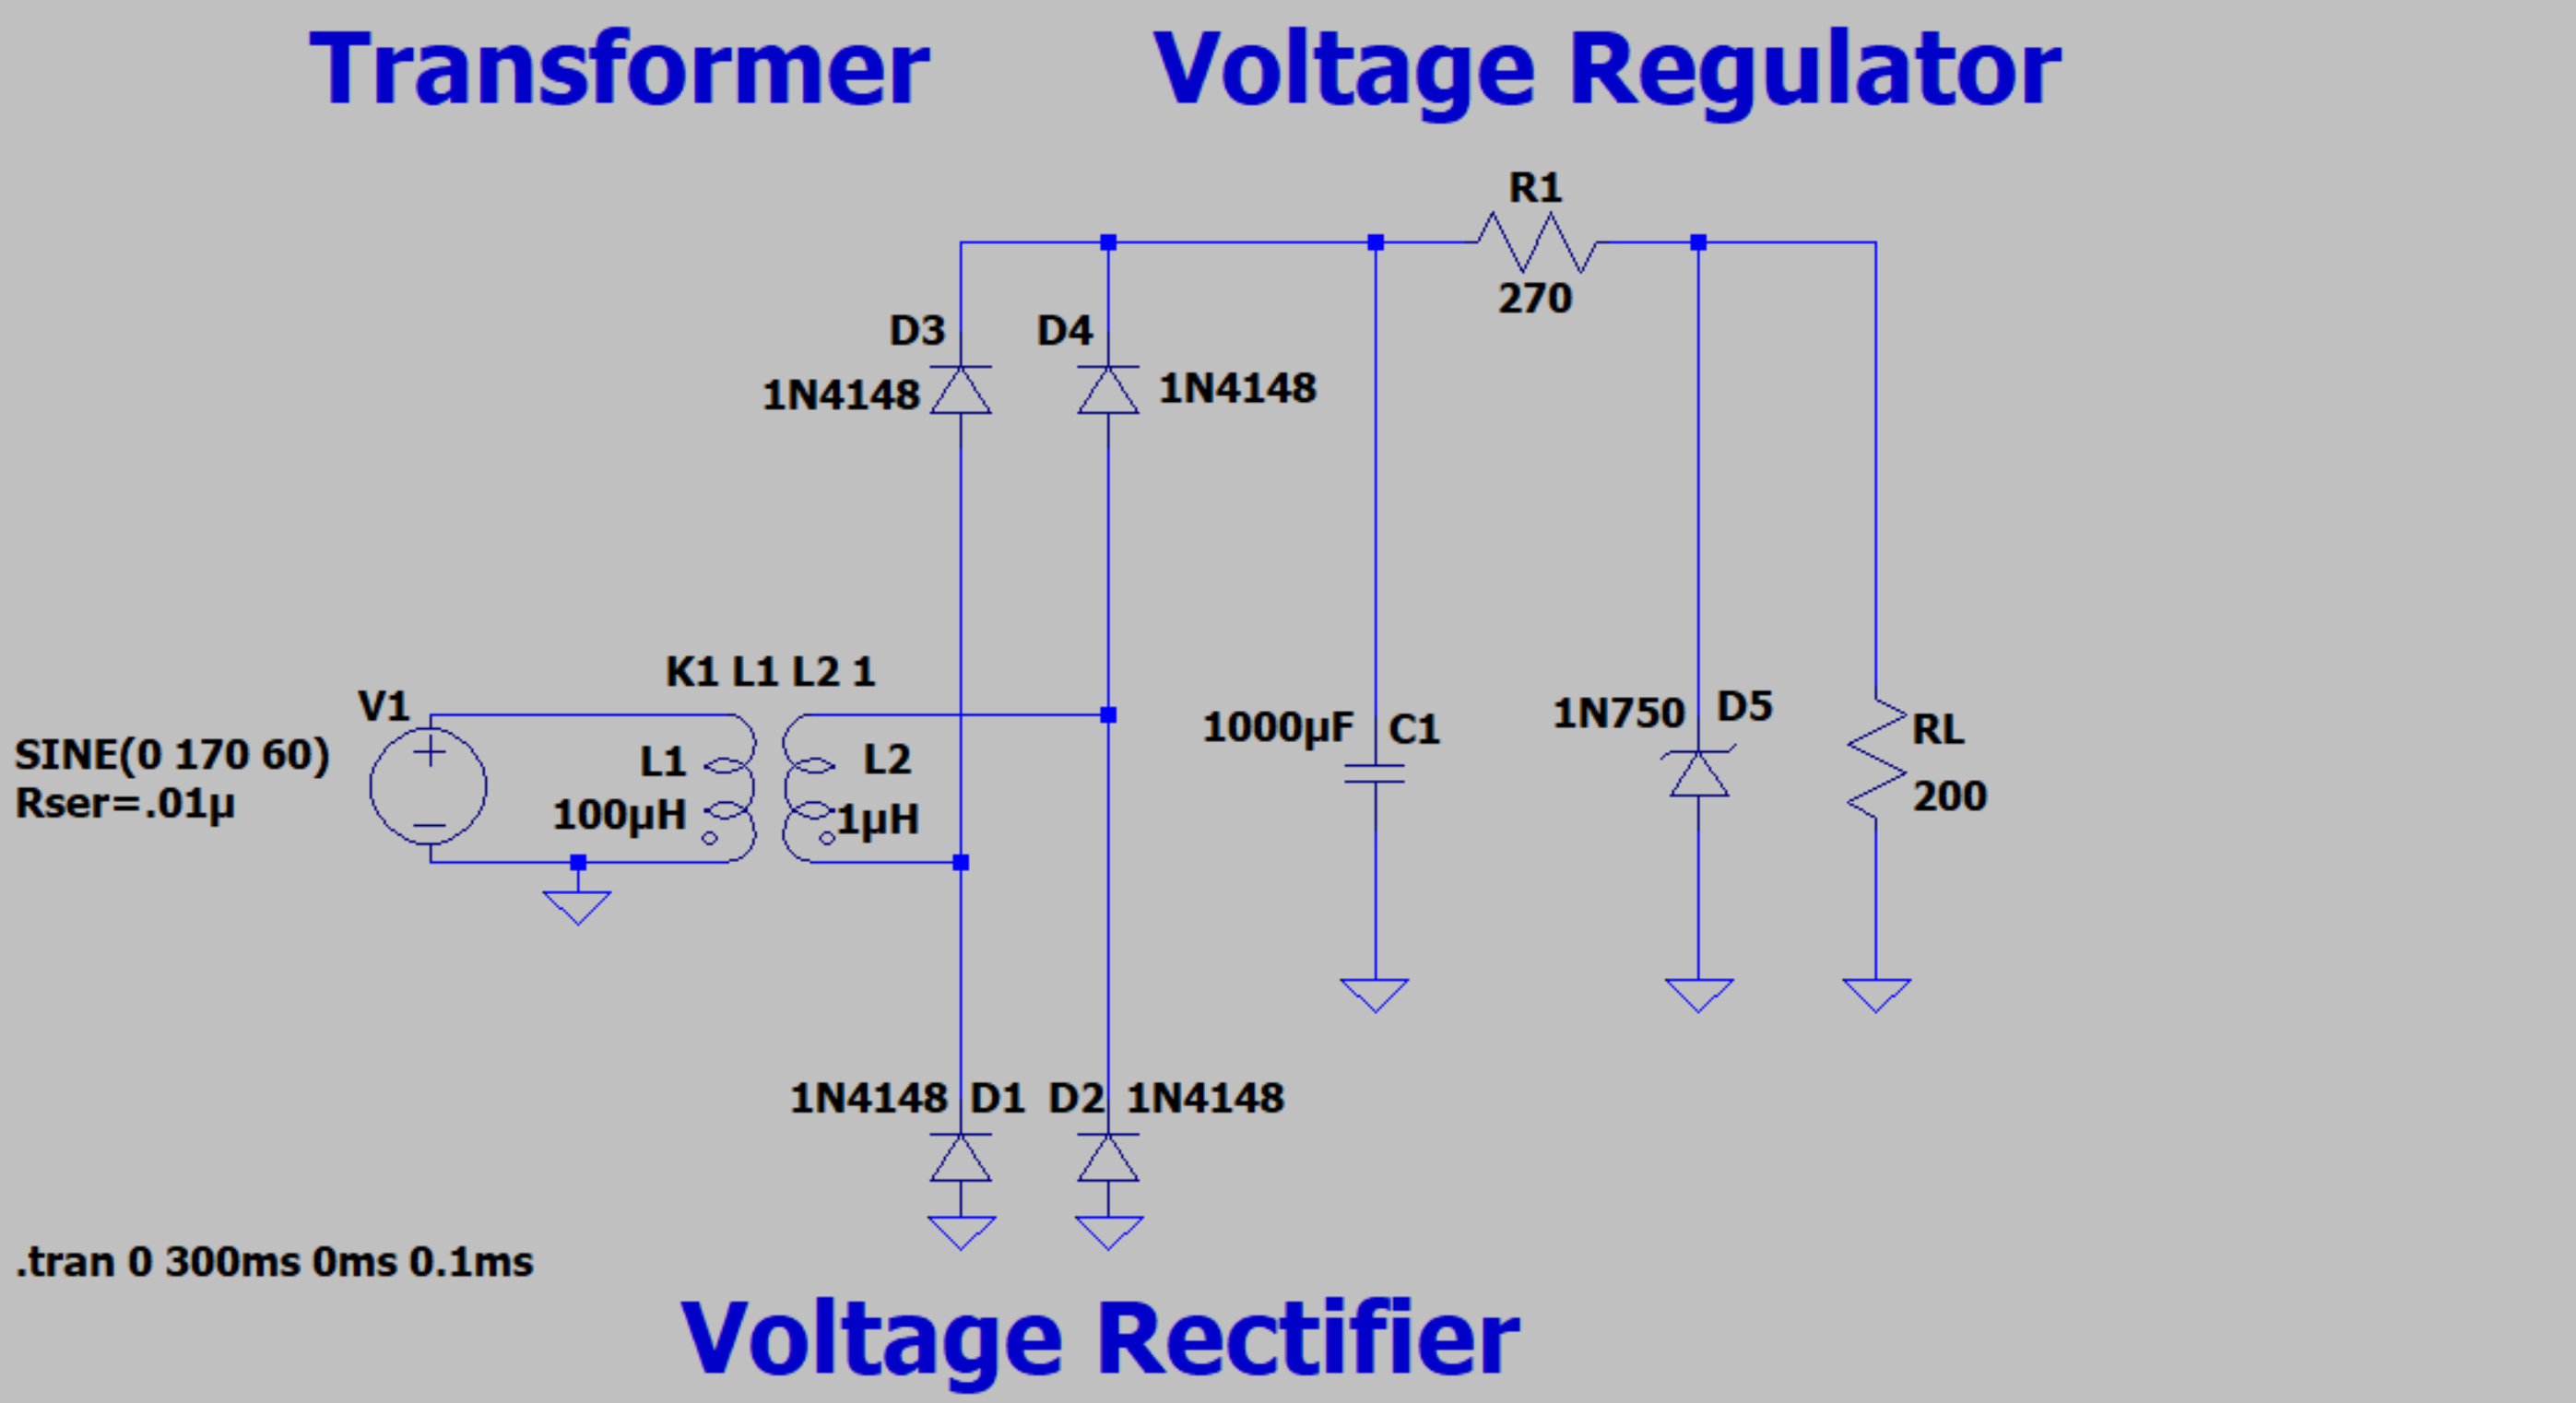 Transformer
Voltage Regulator
R1
270
D3
D4
1N4148
1N4148
K1 L1 L2 1
V1
SINE(0 170 60)
Rser=.01µ
L1
100µH
L2
1µH
1000µF
C1
1N750
D5
RL
200
1N4148
D1
D2
1N4148
.tran 0 300ms 0ms 0.1ms
Voltage Rectifier